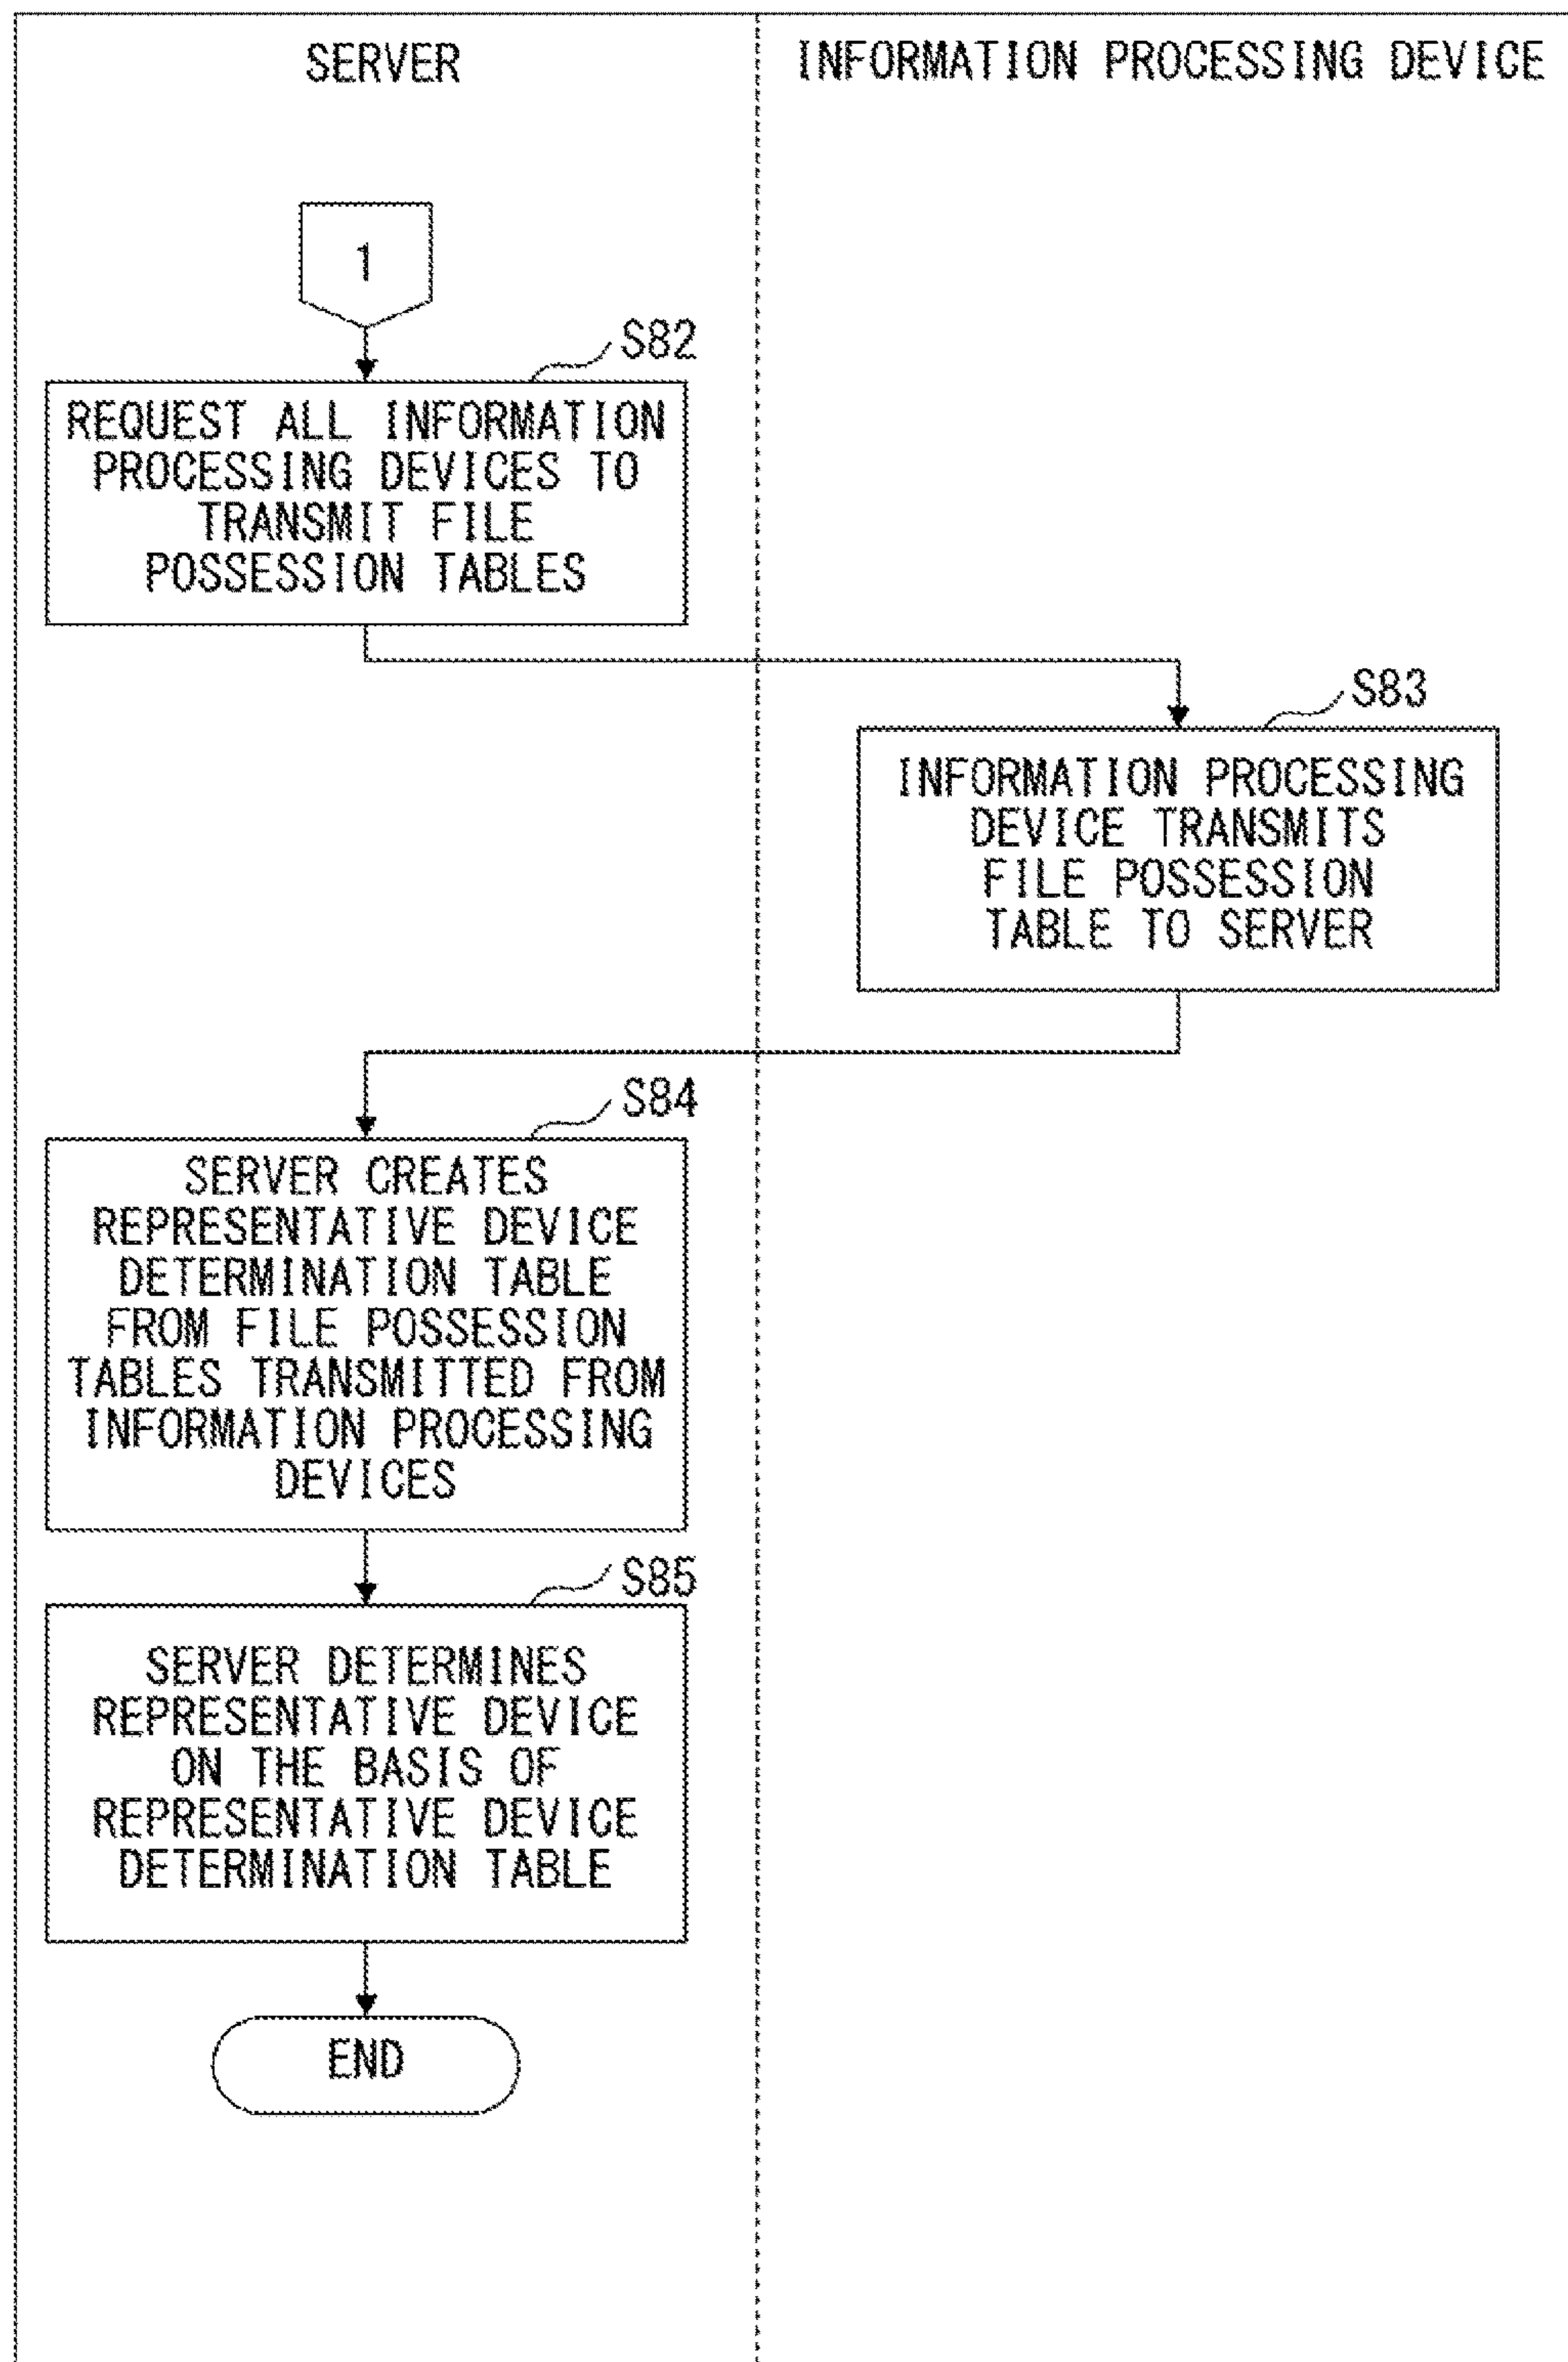 SERVER
INFORMATION PROCESSING DEVICE
1
S82
REQUEST ALL INFORMATION
PROCESSING DEVICES TO
TRANSMIT FILE
POSSESSION TABLES
S83
INFORMATION PROCESSING
DEVICE TRANSMITS
FILE POSSESSION
TABLE TO SERVER
S84
SERVER CREATES
REPRESENTATIVE DEVICE
DETERMINATION TABLE
FROM FILE POSSESSION
TABLES TRANSMITTED FROM
INFORMATION PROCESSING
DEVICES
S85
SERVER DETERMINES
REPRESENTATIVE DEVICE
ON THE BASIS OF
REPRESENTATIVE DEVICE
DETERMINATION TABLE
END